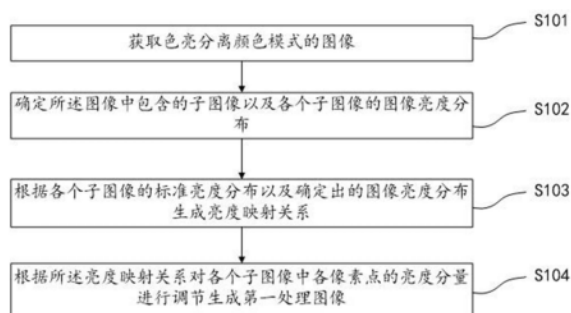 S101
获取色亮分离颜色模式的图像
S102
确定所述图像中包含的子图像以及各个子图像的图像亮度分
布
S103
根据各个子图像的标准亮度分布以及确定出的图像亮度分布
生成亮度映射关系
S104
根据所述亮度映射关系对各个子图像中各像素点的亮度分量
进行调节生成第一处理图像